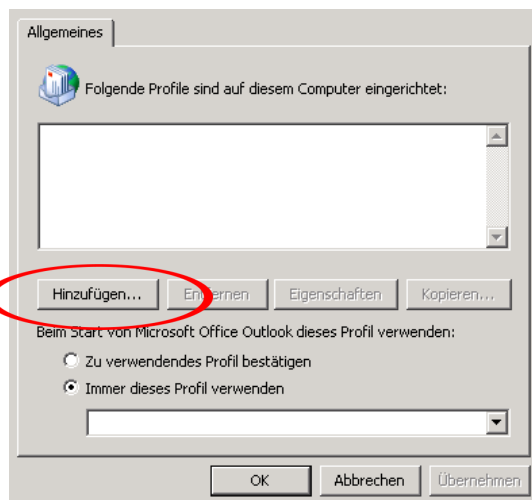 Allgemeines
Folgende Profile sind auf diesem Computer eingerichtet:
Hinzufügen... Entfernen Eigenschaften Kopieren...
Beim Start von Microsoft Office Outlook dieses Profil verwenden:
Zu verwendendes Profil bestätigen
Immer dieses Profil verwenden
OK Abbrechen Übernehmen